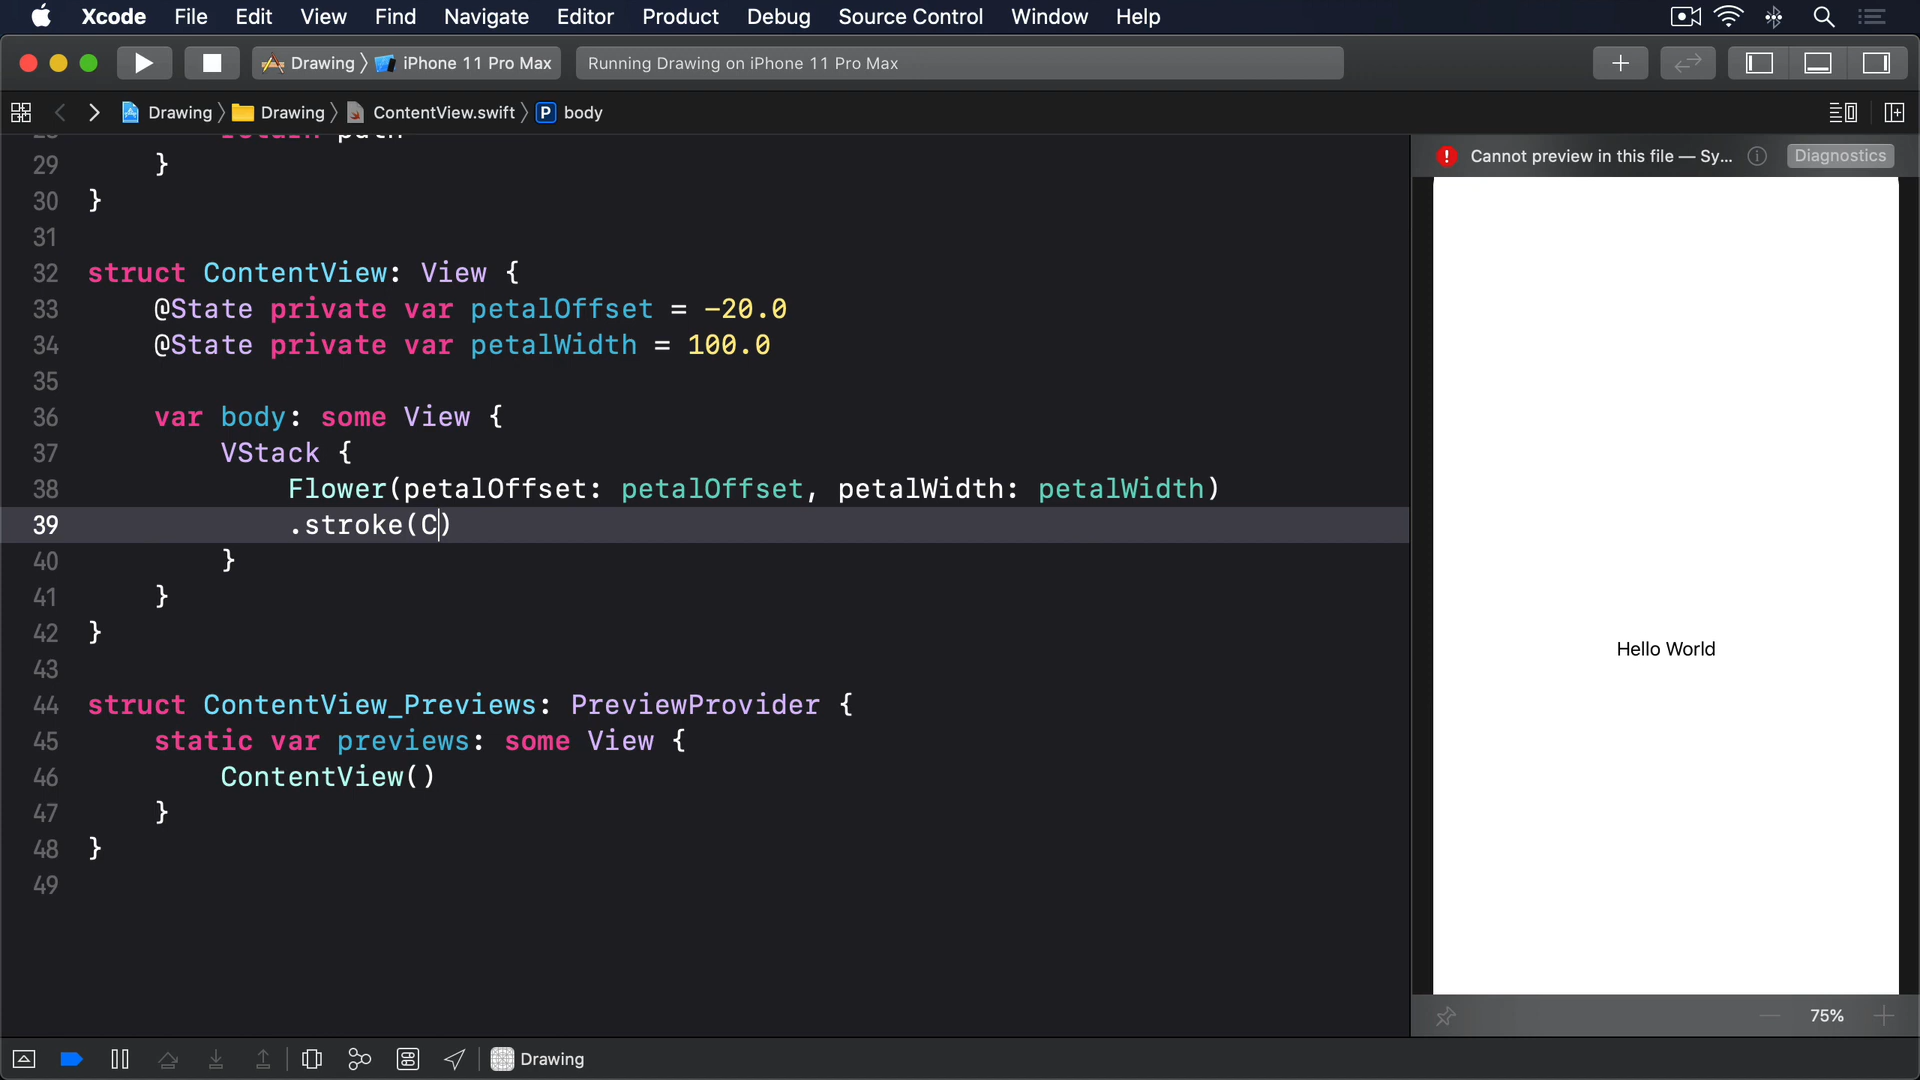 Xcode File Edit View Find Navigate Editor Product Debug Source Control Window Help
Drawing iPhone 11 Pro Max Running Drawing on iPhone 11 Pro Max
Drawing Drawing ContentView.swift P body
28 return path
29 }
30 }
31
32 struct ContentView: View {
33 @State private var petalOffset = -20.0
34 @State private var petalWidth = 100.0
35
36 var body: some View {
37 VStack {
38 Flower(petalOffset: petalOffset, petalWidth: petalWidth)
39 .stroke(C)
40 }
41 }
42 }
43
44 struct ContentView_Previews: PreviewProvider {
45 static var previews: some View {
46 ContentView()
47 }
48 }
49
Cannot preview in this file — Sy... Diagnostics
Hello World
75%
Drawing